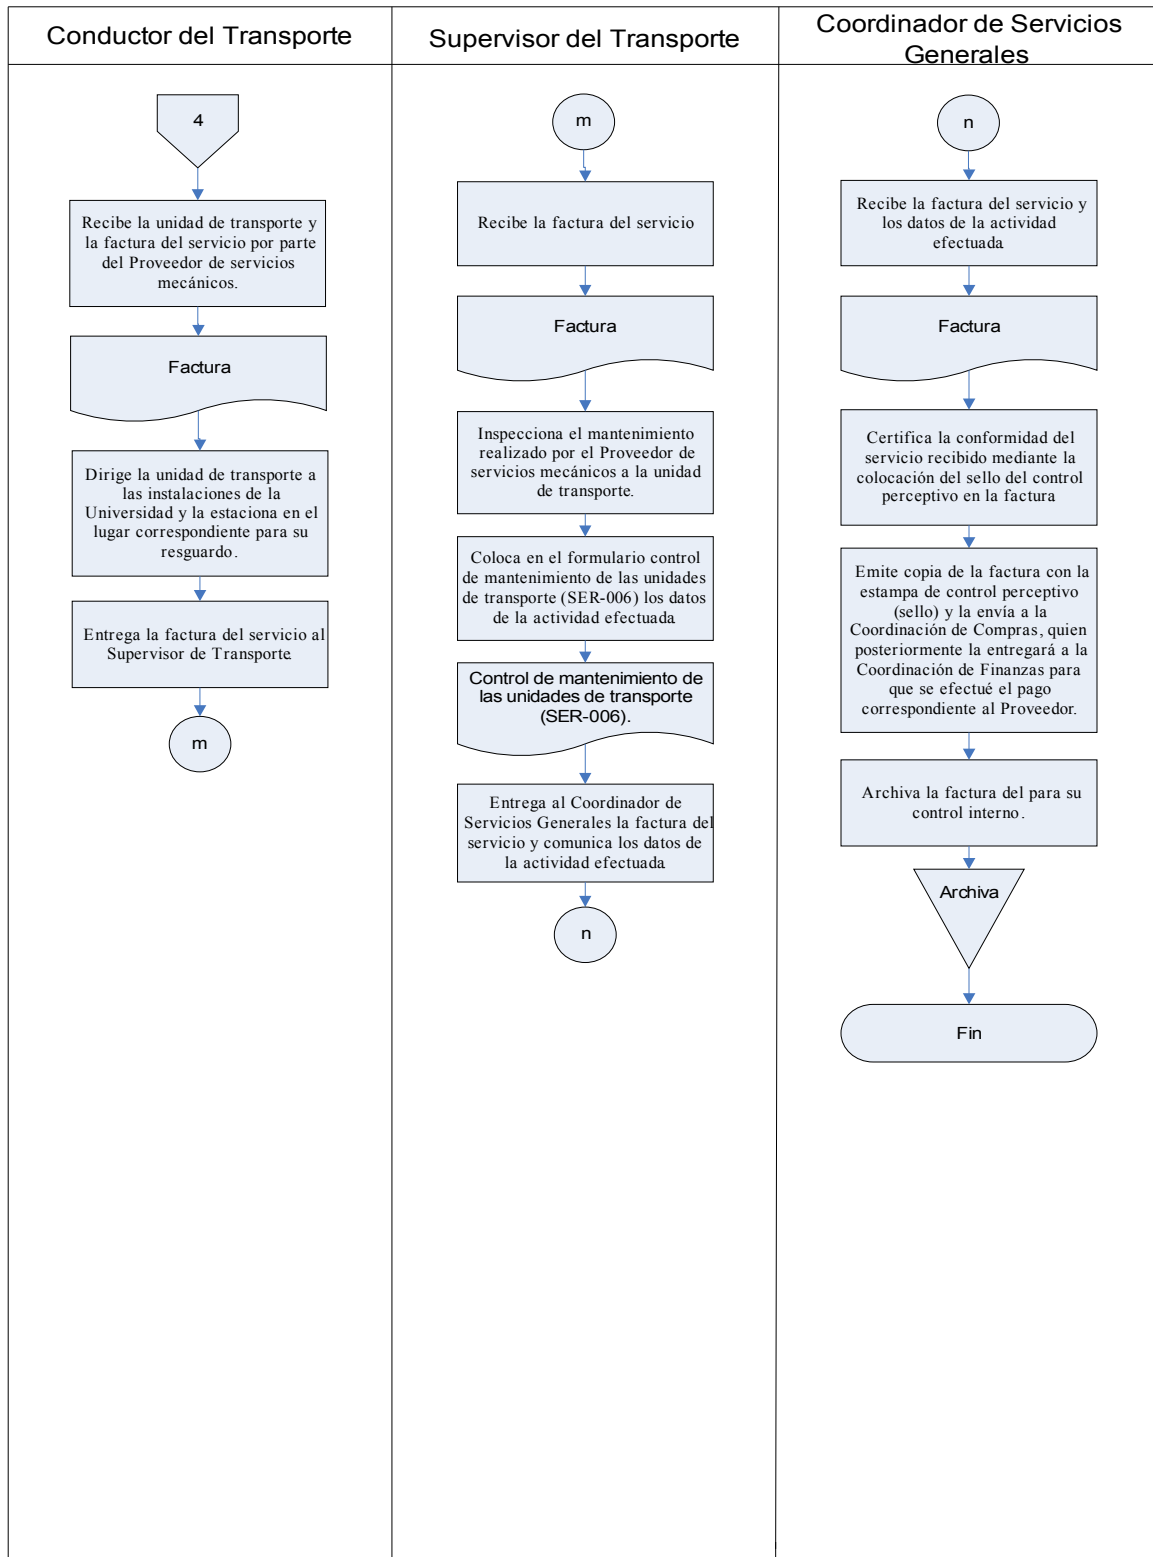 Conductor del Transporte
Supervisor del Transporte
Coordinador de Servicios
Generales
4
Recibe la unidad de transporte y
la factura del servicio por parte
del Proveedor de servicios
mecánicos.
Factura
Dirige la unidad de transporte a
las instalaciones de la
Universidad y la estaciona en el
lugar correspondiente para su
resguardo.
Entrega la factura del servicio al
Supervisor de Transporte.
m
m
Recibe la factura del servicio
Factura
Inspecciona el mantenimiento
realizado por el Proveedor de
servicios mecánicos a la unidad
de transporte.
Coloca en el formulario control
de mantenimiento de las unidades
de transporte (SER-006) los datos
de la actividad efectuada.
Control de mantenimiento de
las unidades de transporte
(SER-006).
Entrega al Coordinador de
Servicios Generales la factura del
servicio y comunica los datos de
la actividad efectuada.
n
n
Recibe la factura del servicio y
los datos de la actividad
efectuada.
Factura
Certifica la conformidad del
servicio recibido mediante la
colocación del sello del control
perceptivo en la factura
Emite copia de la factura con la
estampa de control perceptivo
(sello) y la envía a la
Coordinación de Compras, quien
posteriormente la entregará a la
Coordinación de Finanzas para
que se efectué el pago
correspondiente al Proveedor.
Archiva la factura del para su
control interno.
Archiva
Fin